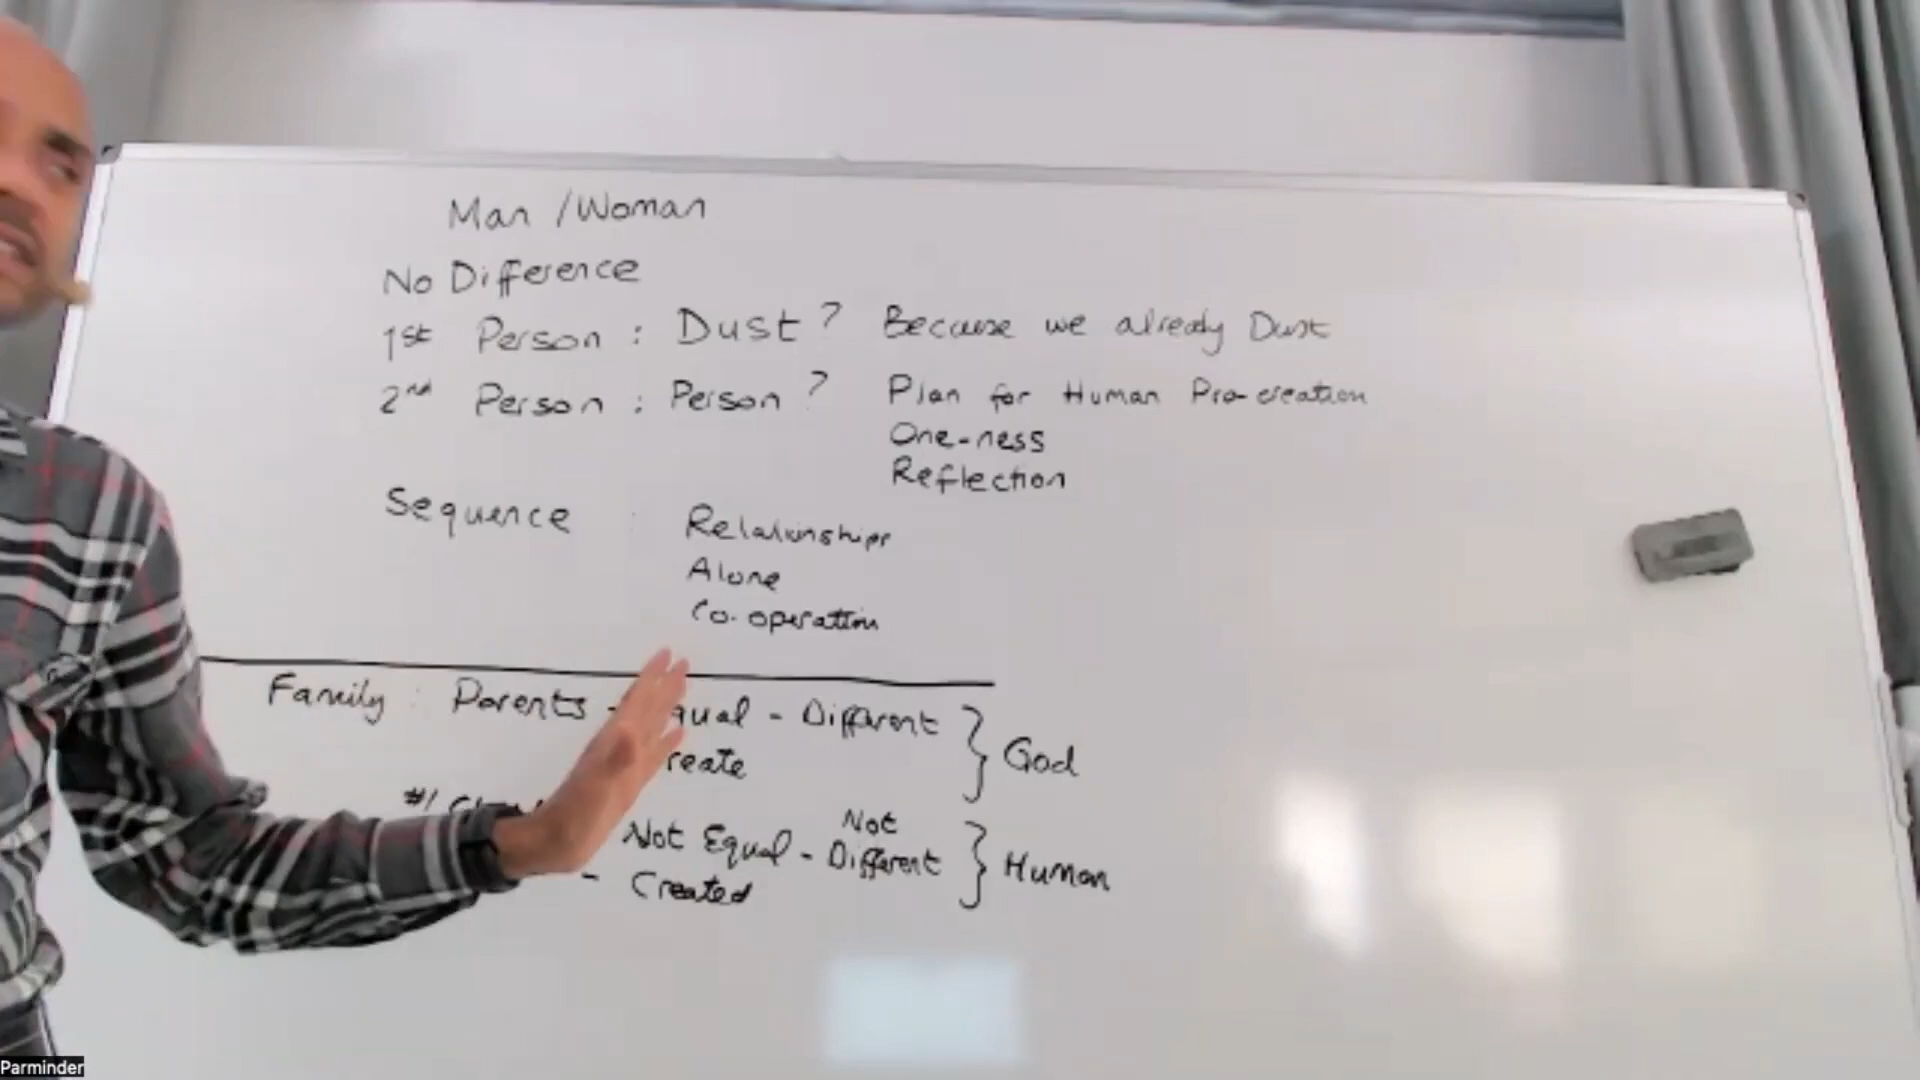 Man / Woman
No Difference
1st Person : Dust ? Because we already Dust
2nd Person : Person ? Plan for Human Pro-creation
One-ness
Reflection
Sequence : Relationships
Alone
Co-operation
Family : Parents - Equal - Different } God
Create
#1
Not Equal - Not Different } Human
- Created
Parminder